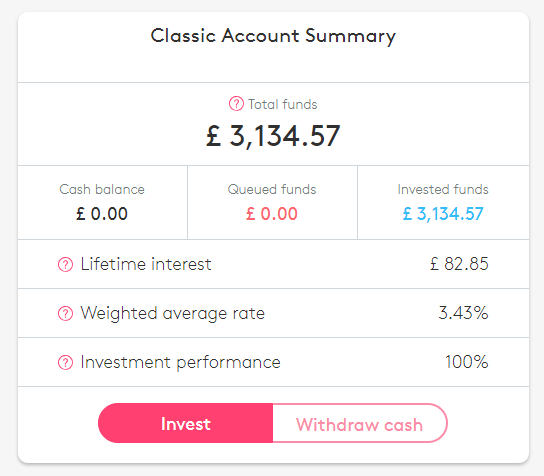 Classic Account Summary
? Total funds
£ 3,134.57
Cash balance Queued funds Invested funds
£ 0.00 £ 0.00 £ 3,134.57
? Lifetime interest £ 82.85
? Weighted average rate 3.43%
? Investment performance 100%
Invest Withdraw cash